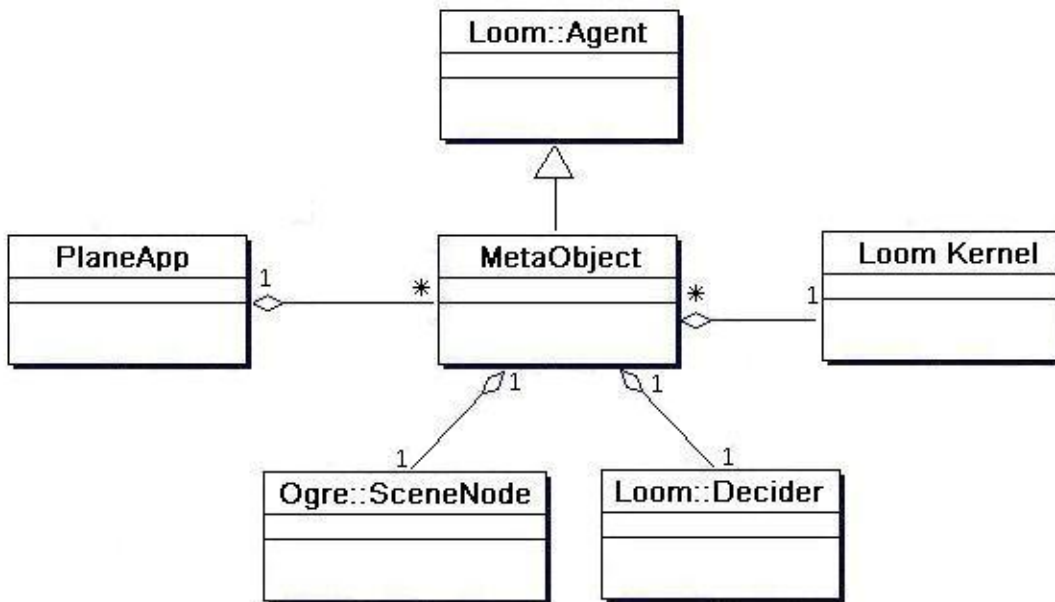 Loom::Agent
PlaneApp
1
*
MetaObject
*
1
Loom Kernel
1
1
1
1
Ogre::SceneNode
Loom::Decider